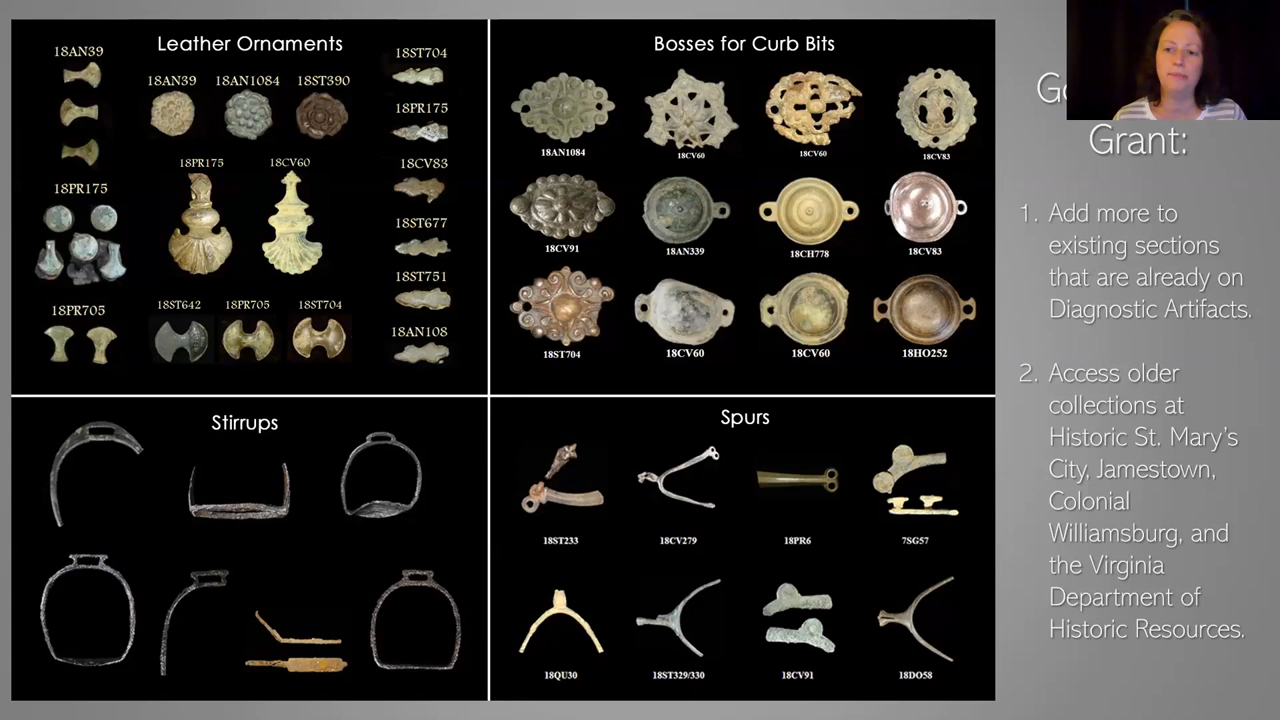 Leather Ornaments
18AN39
18AN39
18AN1084
18ST390
18ST704
18PR175
18PR175
18CV60
18CV83
18PR175
18ST677
18ST751
18PR705
18ST642
18PR705
18ST704
18AN108
Bosses for Curb Bits
18AN1084
18CV60
18CV60
18CV83
18CV91
18AN339
18CH778
18CV83
18ST704
18CV60
18CV60
18HO252
Stirrups
Spurs
18ST233
18CV279
18PR6
7SG57
18QU30
18ST329/330
18CV91
18DO58
Grant:
1. Add more to
existing sections
that are already on
Diagnostic Artifacts.
2. Access older
collections at
Historic St. Mary's
City, Jamestown,
Colonial
Williamsburg, and
the Virginia
Department of
Historic Resources.